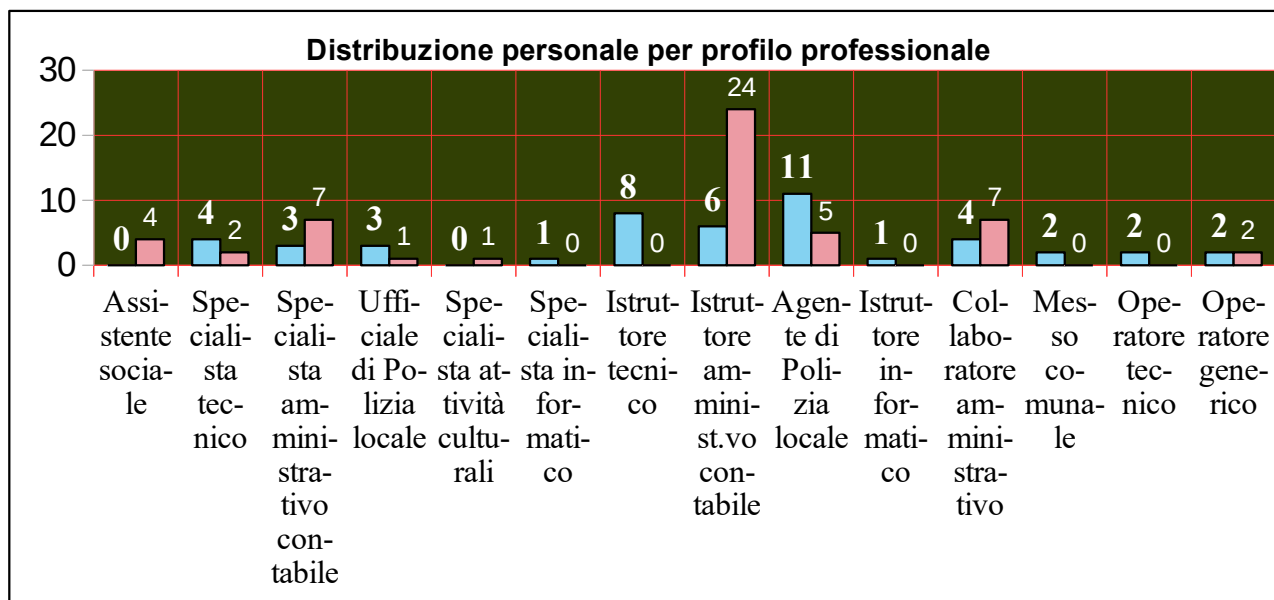 Distribuzione personale per profilo professionale
30
20
10
0
0 4
4 2
3 7
3 1
0 1
1 0
8 0
6 24
11 5
1 0
4 7
2 0
2 0
2 2
Assi-
stente
socia-
le
Spe-
ciali-
sta
tec-
nico
Spe-
ciali-
sta
am-
mini-
stra-
tivo
con-
tabile
Uffi-
ciale
di Po-
lizia
locale
Spe-
ciali-
sta at-
tività
cultu-
rali
Spe-
ciali-
sta in-
for-
mati-
co
Istrut-
tore
tecni-
co
Istrut-
tore
am-
mini-
st.vo
con-
tabile
Agen-
te di
Poli-
zia
locale
Istrut-
tore
in-
for-
mati-
co
Col-
labo-
ratore
am-
mini-
stra-
tivo
Mes-
so
co-
muna-
le
Ope-
ratore
tec-
nico
Ope-
ratore
gene-
rico